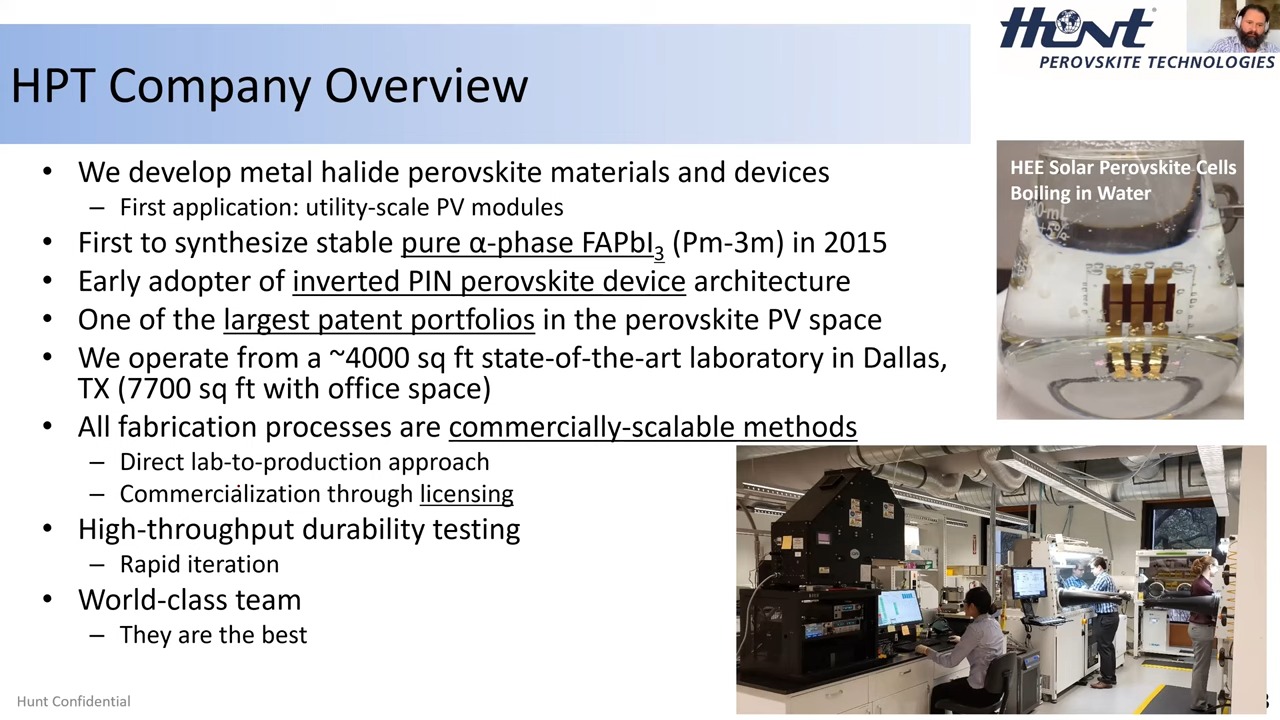 Hunt
PEROVSKITE TECHNOLOGIES
HPT Company Overview
• We develop metal halide perovskite materials and devices
– First application: utility-scale PV modules
• First to synthesize stable pure α-phase FAPbI3 (Pm-3m) in 2015
• Early adopter of inverted PIN perovskite device architecture
• One of the largest patent portfolios in the perovskite PV space
• We operate from a ~4000 sq ft state-of-the-art laboratory in Dallas,
TX (7700 sq ft with office space)
• All fabrication processes are commercially-scalable methods
– Direct lab-to-production approach
– Commercialization through licensing
• High-throughput durability testing
– Rapid iteration
• World-class team
– They are the best
HEE Solar Perovskite Cells
Boiling in Water
Hunt Confidential
3